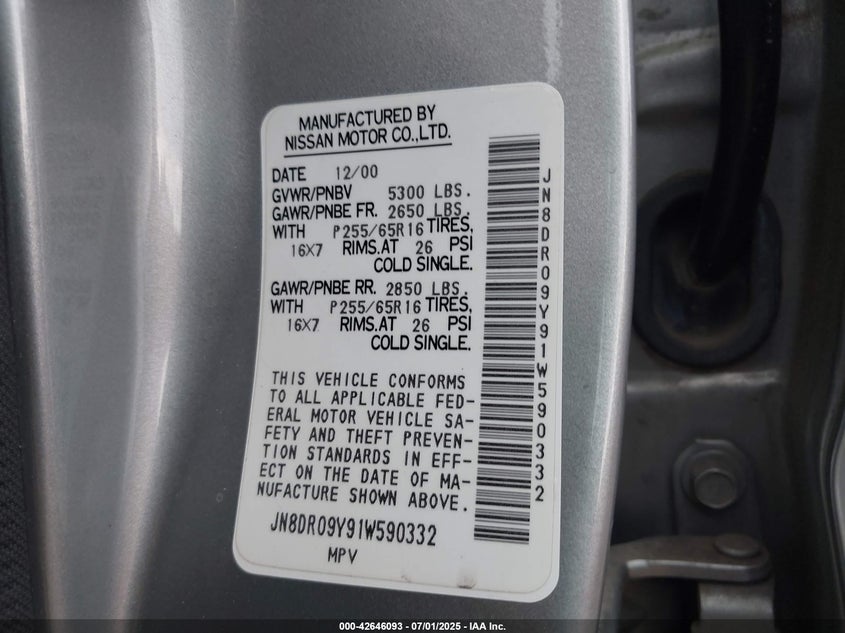 MANUFACTURED BY
NISSAN MOTOR CO.,LTD.
DATE 12/00
GVWR/PNBV 5300 LBS.
GAWR/PNBE FR. 2650 LBS.
WITH P255/65R16 TIRES,
16X7 RIMS.AT 26 PSI
COLD SINGLE.
GAWR/PNBE RR. 2850 LBS.
WITH P255/65R16 TIRES,
16X7 RIMS.AT 26 PSI
COLD SINGLE.
THIS VEHICLE CONFORMS
TO ALL APPLICABLE FED-
ERAL MOTOR VEHICLE SA-
FETY AND THEFT PREVEN-
TION STANDARDS IN EFF-
ECT ON THE DATE OF MA-
NUFACTURE SHOWN ABOVE.
JN8DR09Y91W590332
MPV
JN8DR09Y91W590332
000-42646093 - 07/01/2025 - IAA Inc.